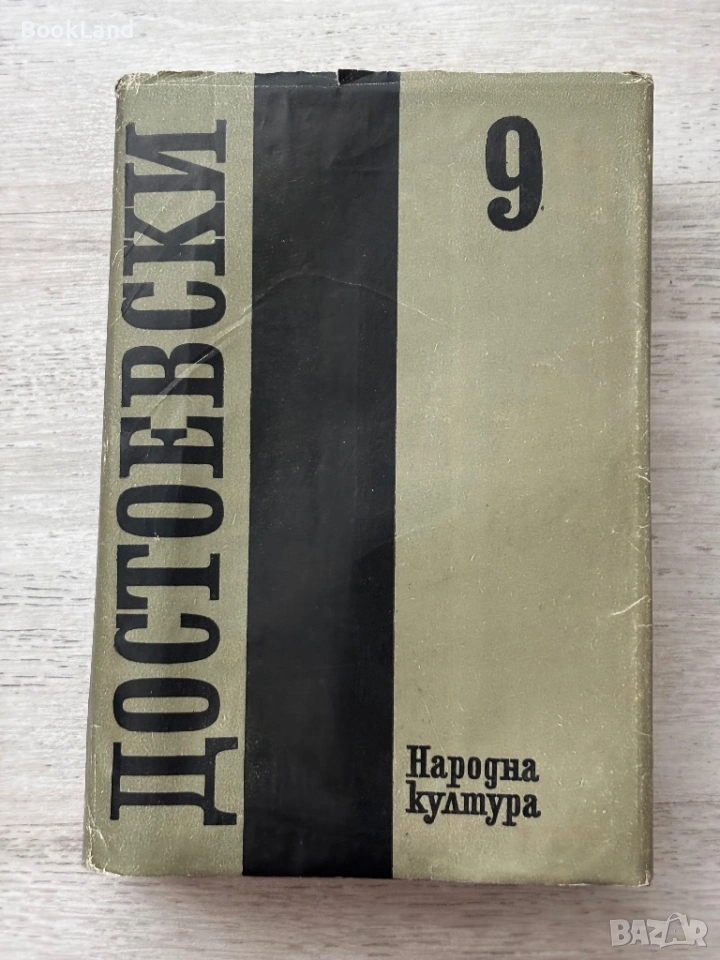 BookLand
ДОСТОЕВСКИ
9
Народна
култура
BAZAR